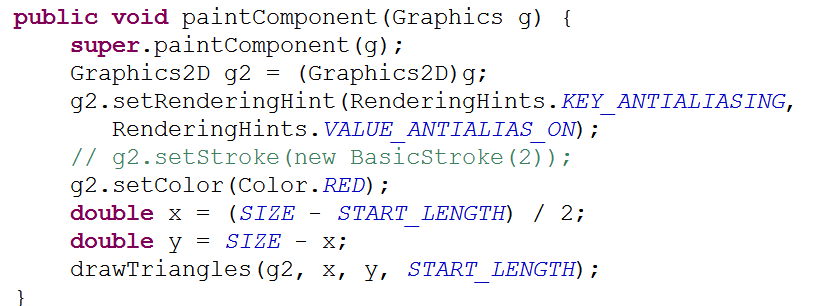 public void paintComponent(Graphics g) {
super.paintComponent(g);
Graphics2D g2 = (Graphics2D)g;
g2.setRenderingHint(RenderingHints.KEY_ANTIALIASING,
RenderingHints.VALUE_ANTIALIAS_ON);
// g2.setStroke(new BasicStroke(2));
g2.setColor(Color.RED);
double x = (SIZE - START_LENGTH) / 2;
double y = SIZE - x;
drawTriangles(g2, x, y, START_LENGTH);
}